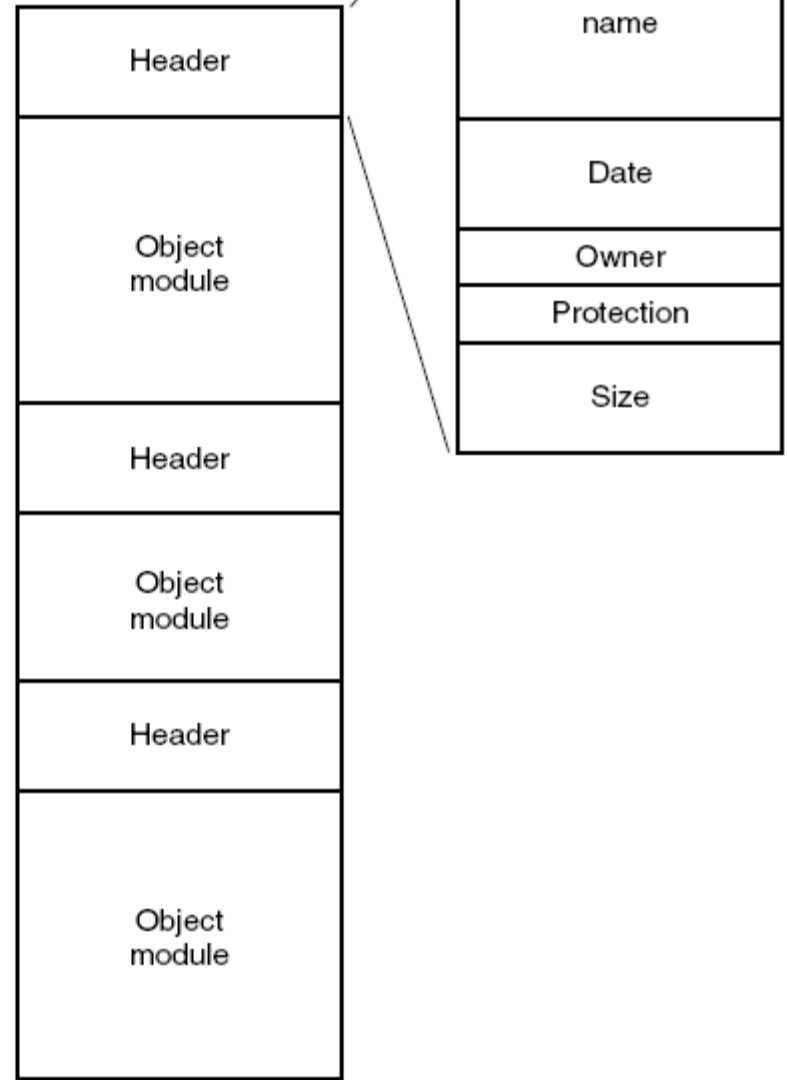 Header
Object
module
Header
Object
module
Header
Object
module
name
Date
Owner
Protection
Size